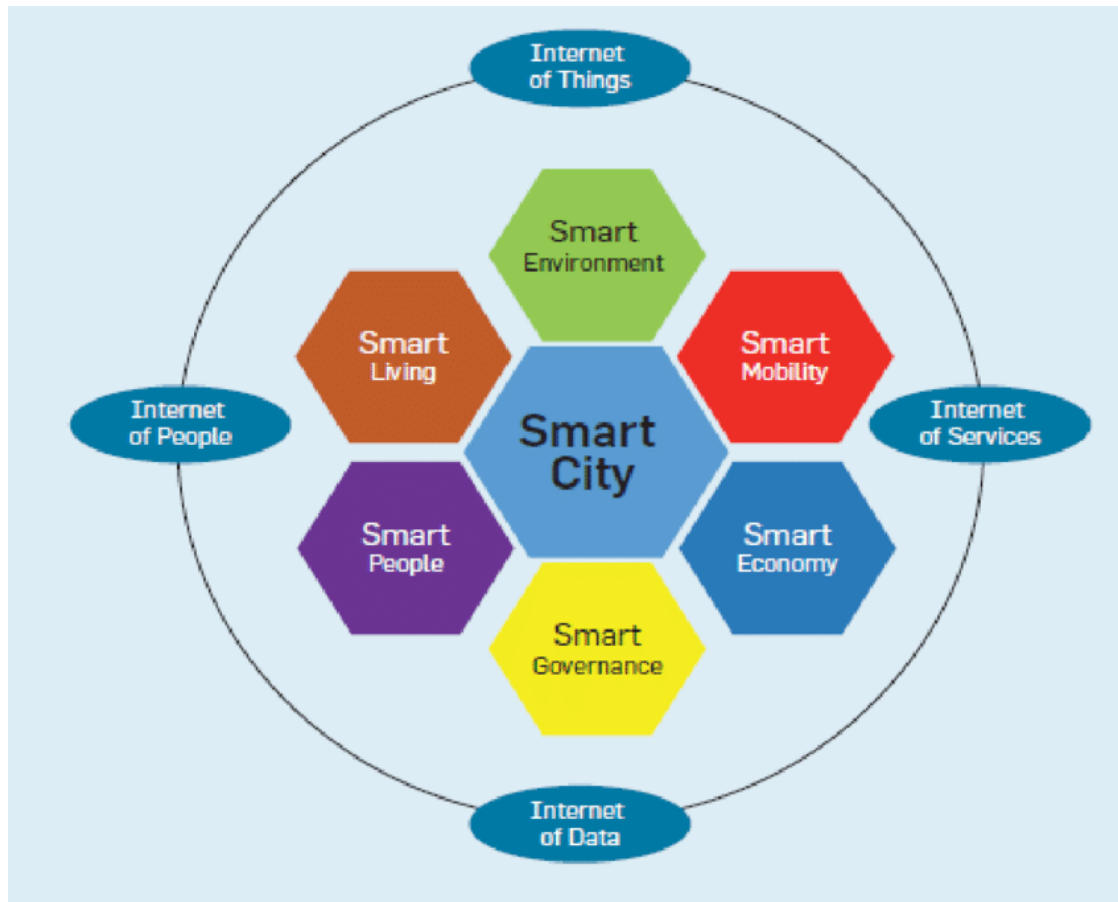 Internet
of Things
Smart
Environment
Smart
Living
Smart
Mobility
Internet
of People
Smart
City
Internet
of Services
Smart
People
Smart
Economy
Smart
Governance
Internet
of Data